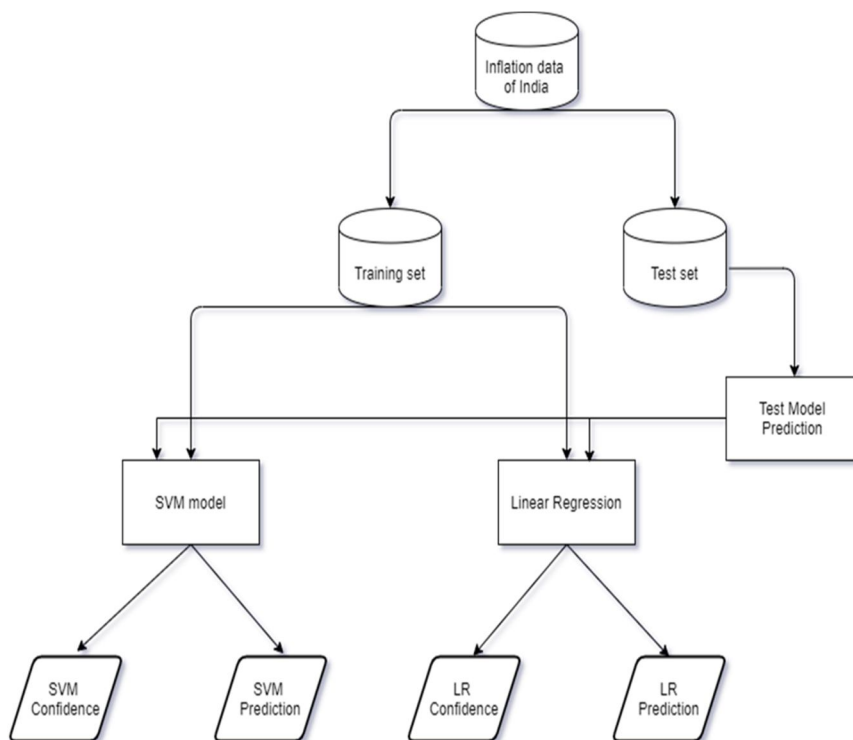 Inflation data
of India
Training set
Test set
Test Model
Prediction
SVM model
Linear Regression
SVM
Confidence
SVM
Prediction
LR
Confidence
LR
Prediction